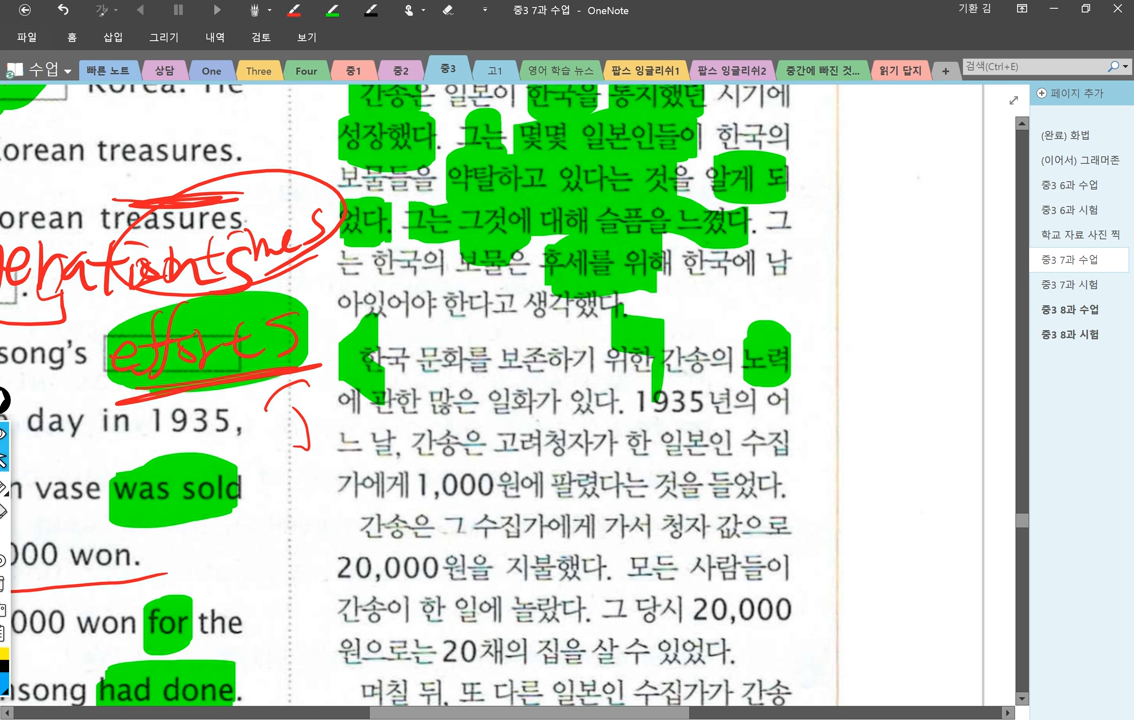 중3 7과 수업 - OneNote
기환 김
파일 홈 삽입 그리기 내역 검토 보기
수업 빠른 노트 상담 One Three Four 중1 중2 중3 고1 영어 학습 뉴스 팝스 잉글리쉬1 팝스 잉글리쉬2 중간에 빠진 것... 읽기 답지 + 검색(Ctrl+E)
페이지 추가
(완료) 화법
(이어서) 그래머존
중3 6과 수업
중3 6과 시험
학교 자료 사진 찍
중3 7과 수업
중3 7과 시험
중3 8과 수업
중3 8과 시험
Korea. He
orean treasures.
orean treasures
efforts
song's
day in 1935,
n vase was sold
000 won.
000 won for the
nsong had done.
간송은 일본이 한국을 통치했던 시기에
성장했다. 그는 몇몇 일본인들이 한국의
보물들을 약탈하고 있다는 것을 알게 되
었다. 그는 그것에 대해 슬픔을 느꼈다. 그
는 한국의 보물은 후세를 위해 한국에 남
아있어야 한다고 생각했다.
한국 문화를 보존하기 위한 간송의 노력
에 관한 많은 일화가 있다. 1935년의 어
느 날, 간송은 고려청자가 한 일본인 수집
가에게 1,000원에 팔렸다는 것을 들었다.
간송은 그 수집가에게 가서 청자 값으로
20,000원을 지불했다. 모든 사람들이
간송이 한 일에 놀랐다. 그 당시 20,000
원으로는 20채의 집을 살 수 있었다.
며칠 뒤, 또 다른 일본인 수집가가 간송